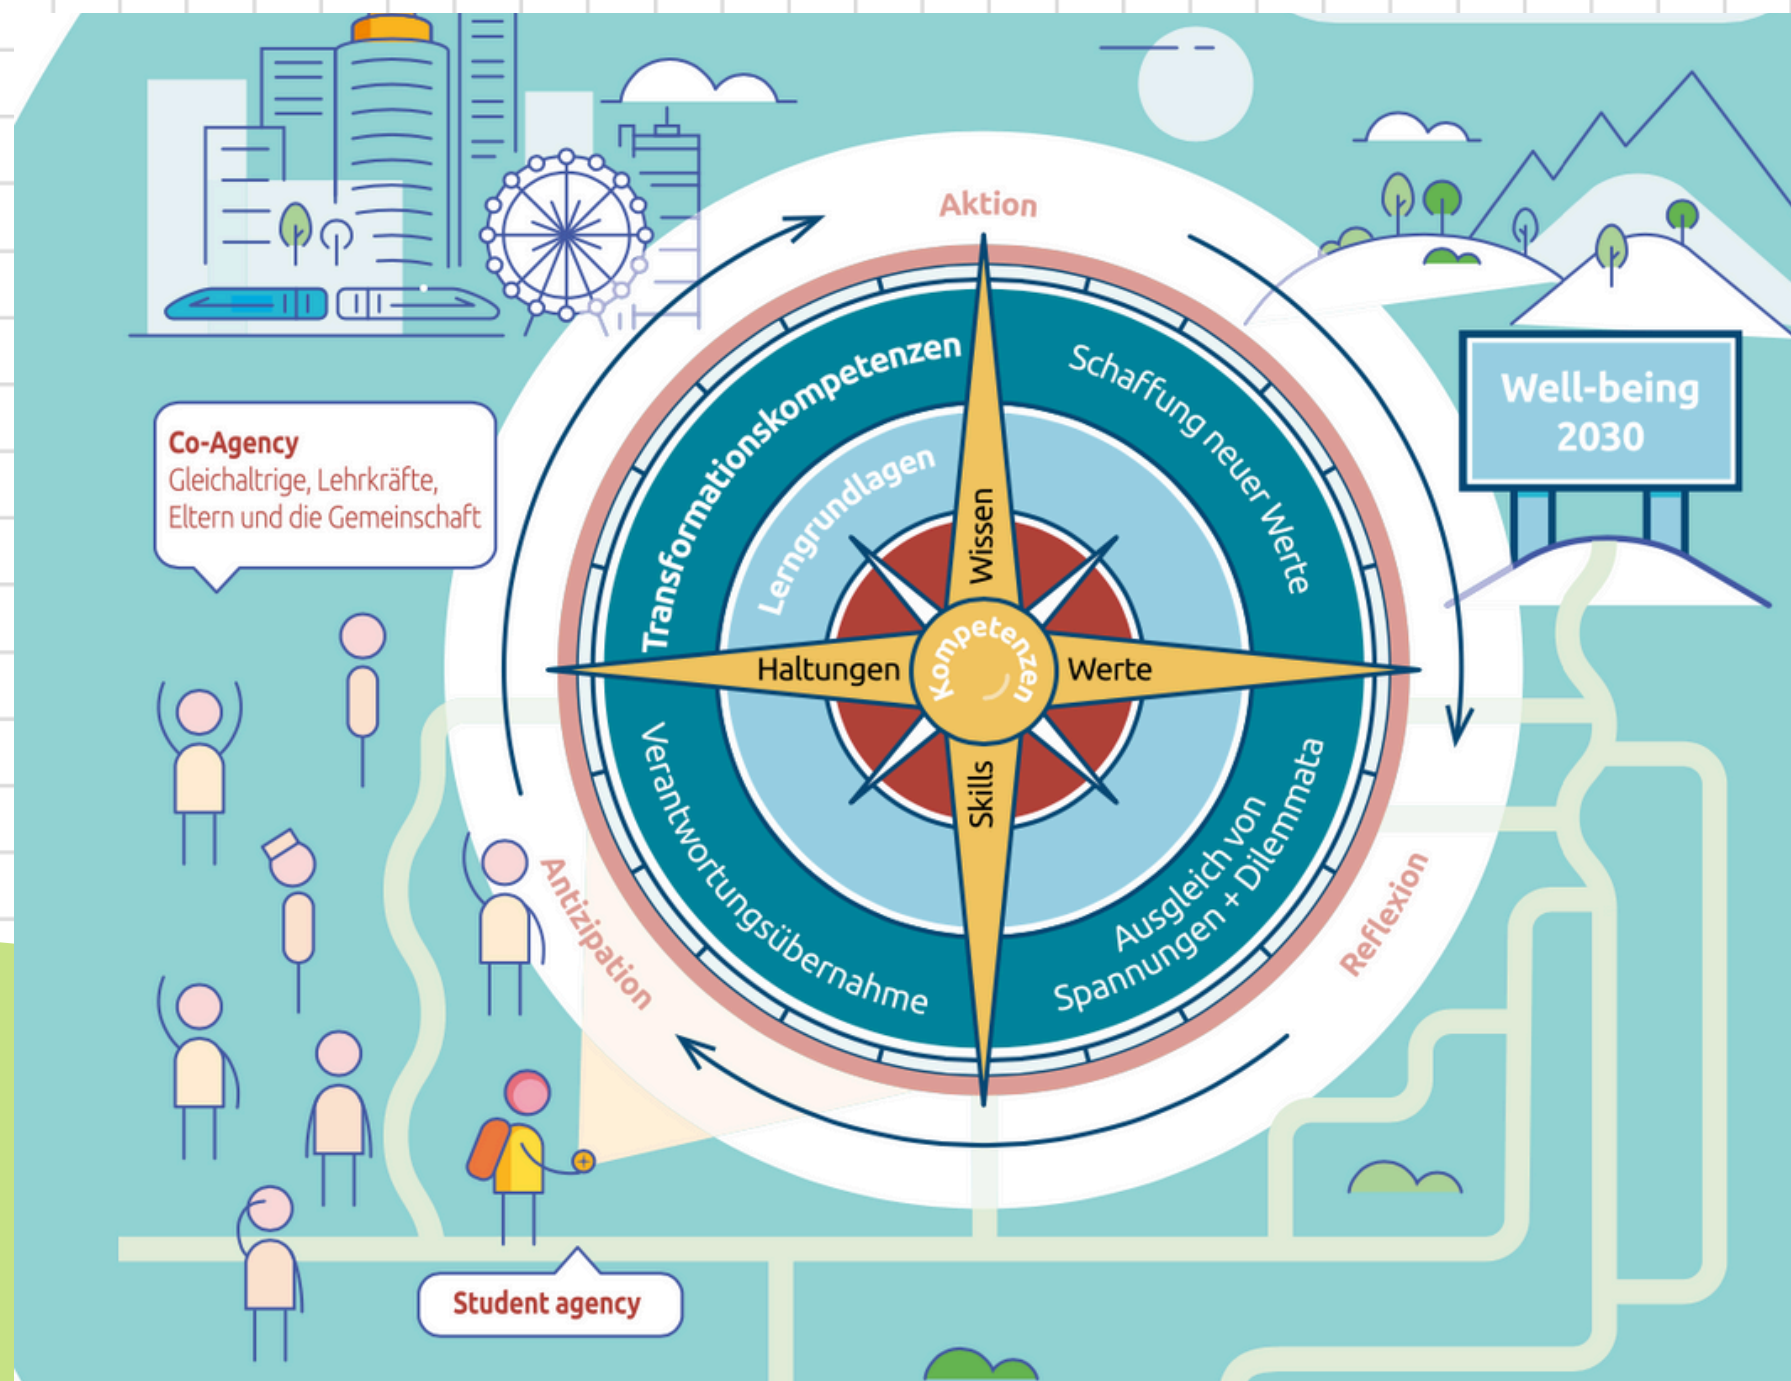 Aktion
Transformationskompetenzen
Schaffung neuer Werte
Well-being
2030
Co-Agency
Gleichaltrige, Lehrkräfte,
Eltern und die Gemeinschaft
Lerngrundlagen
Wissen
Kompetenzen
Haltungen
Werte
Skills
Verantwortungsübernahme
Ausgleich von
Spannungen + Dilemmata
Antizipation
Reflexion
Student agency